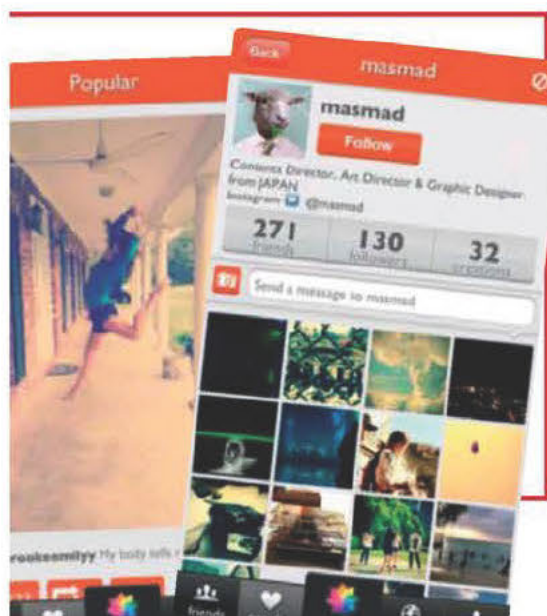 Popular
rookesmilyy My body tells
Back
masmad
masmad
Follow
Contents Director, Art Director & Graphic Designer
from JAPAN
Instagram @masmad
271
friends
130
followers
32
creations
Send a message to masmad
friends